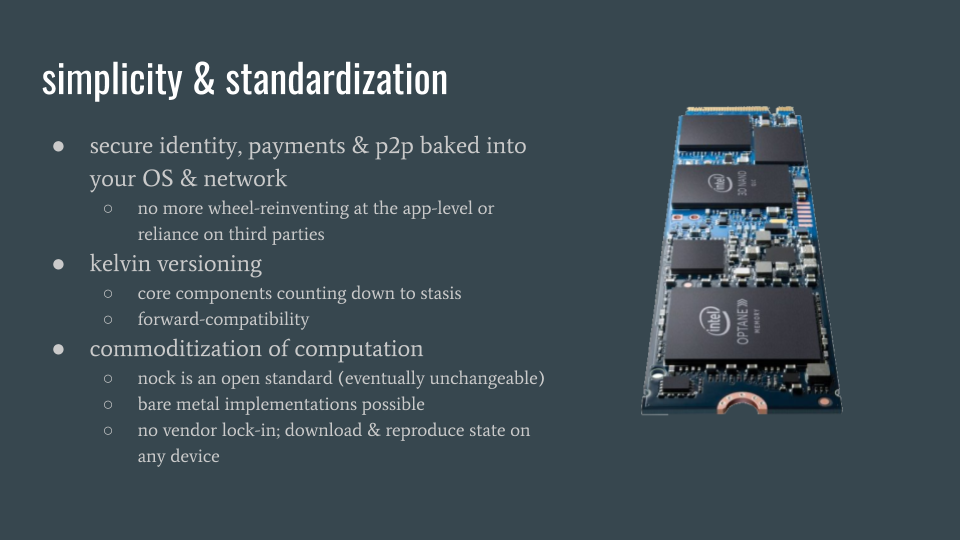 simplicity & standardization
● secure identity, payments & p2p baked into
your OS & network
○ no more wheel-reinventing at the app-level or
reliance on third parties
● kelvin versioning
○ core components counting down to stasis
○ forward-compatibility
● commoditization of computation
○ nock is an open standard (eventually unchangeable)
○ bare metal implementations possible
○ no vendor lock-in; download & reproduce state on
any device
intel
3D NAND
intel
OPTANE
MEMORY